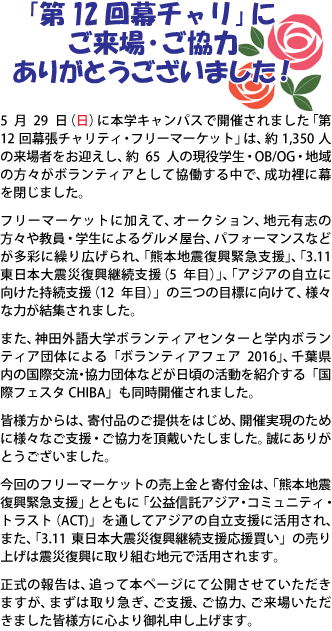 「第12回幕チャリ」に
ご来場・ご協力
ありがとうございました！
5月29日（日）に本学キャンパスで開催されました「第
12回幕張チャリティ・フリーマーケット」は、約1,350人
の来場者をお迎えし、約65人の現役学生・OB/OG・地域
の方々がボランティアとして協働する中で、成功裡に幕
を閉じました。
フリーマーケットに加えて、オークション、地元有志の
方々や教員・学生によるグルメ屋台、パフォーマンスなど
が多彩に繰り広げられ、「熊本地震復興緊急支援」、「3.11
東日本大震災復興継続支援（5年目）」、「アジアの自立に
向けた持続支援（12年目）」の三つの目標に向けて、様々
な力が結集されました。
また、神田外語大学ボランティアセンターと学内ボラン
ティア団体による「ボランティアフェア2016」、千葉県
内の国際交流・協力団体などが日頃の活動を紹介する「国
際フェスタCHIBA」も同時開催されました。
皆様方からは、寄付品のご提供をはじめ、開催実現のため
に様々なご支援・ご協力を頂戴いたしました。誠にありが
とうございました。
今回のフリーマーケットの売上金と寄付金は、「熊本地震
復興緊急支援」とともに「公益信託アジア・コミュニティ・
トラスト(ACT)」を通してアジアの自立支援に活用され、
また、「3.11東日本大震災復興継続支援応援買い」の売り
上げは震災復興に取り組む地元で活用されます。
正式の報告は、追って本ページにて公開させていただき
ますが、まずは取り急ぎ、ご支援、ご協力、ご来場いただ
きました皆様方に心より御礼申し上げます。